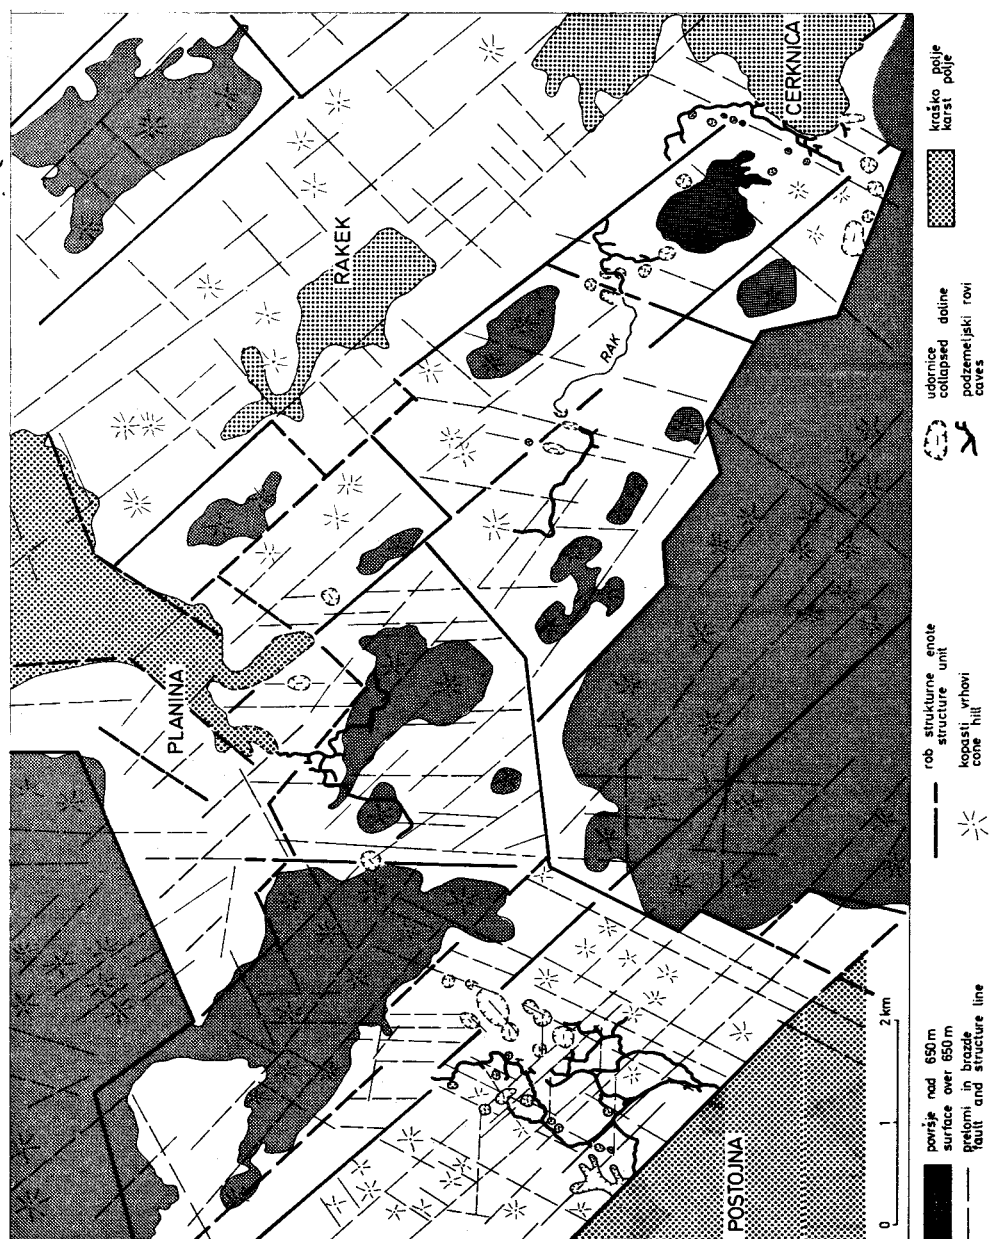 CERKNICA
RAKEK
RAK
PLANINA
POSTOJNA
0 1 2 km
površje nad 650 m
surface over 650 m
prelomi in brazde
fault and structure line
rob strukturne enote
structure unit
kopasti vrhovi
cone hill
udornice
collapsed doline
podzemeljski rovi
caves
kraško polje
karst polje